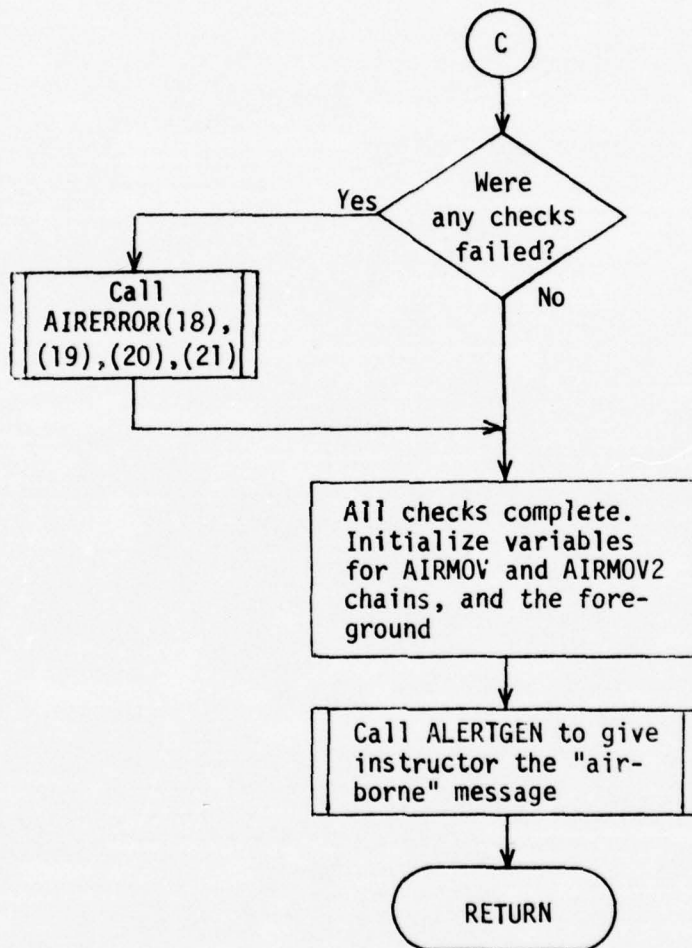 C
Were
any checks
failed?
Yes
No
Call
AIRERROR(18),
(19),(20),(21)
All checks complete.
Initialize variables
for AIRMOV and AIRMOV2
chains, and the fore-
ground
Call ALERTGEN to give
instructor the "air-
borne" message
RETURN